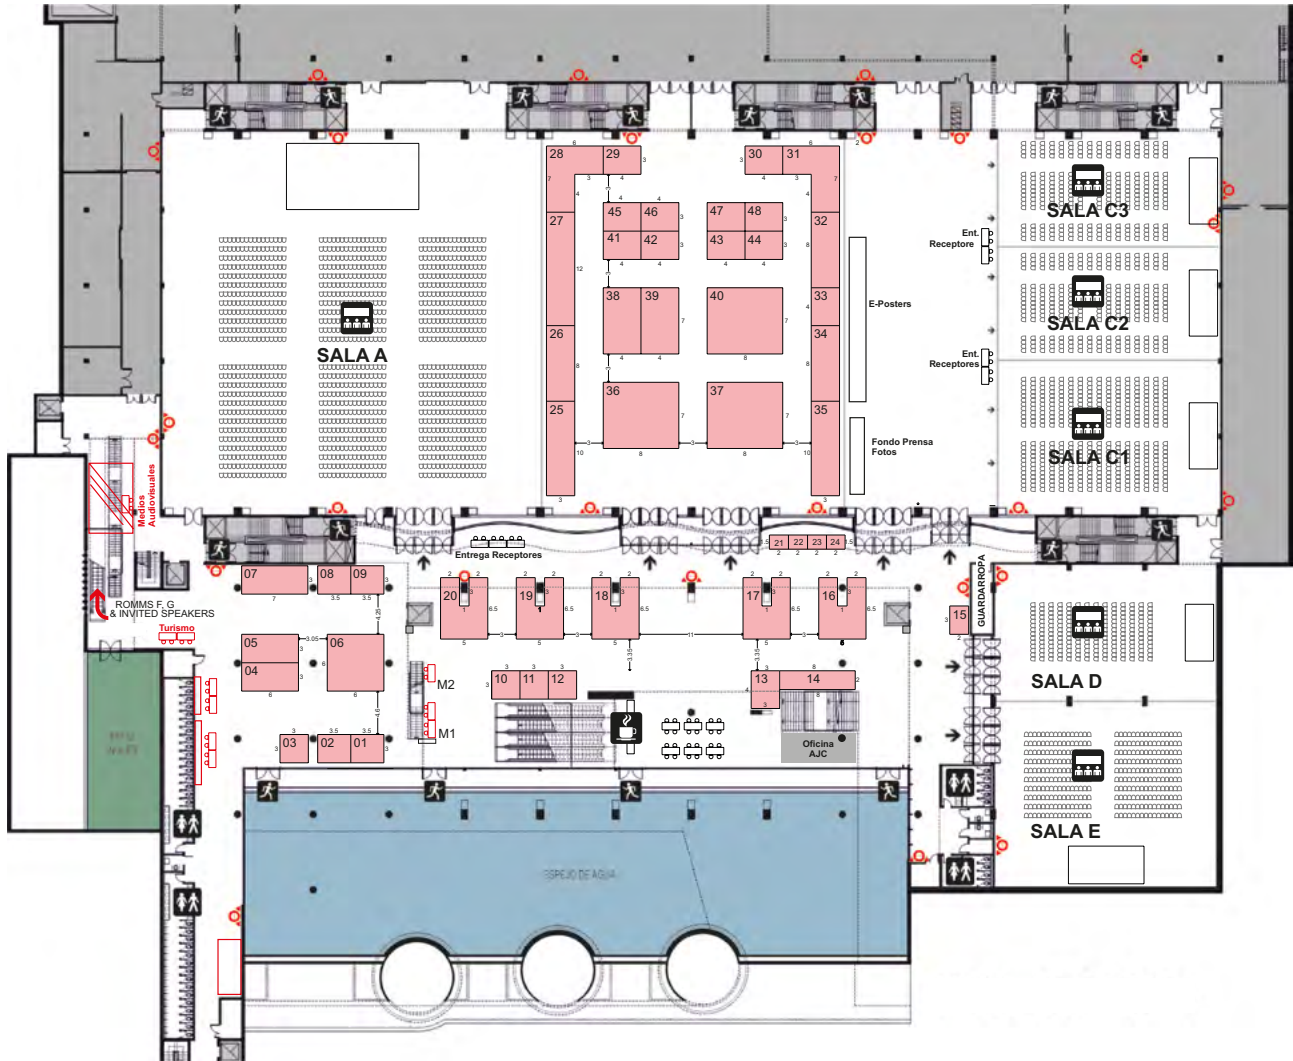 28
29
30
31
27
45
46
47
48
32
41
42
43
44
SALA C3
Ent.
Receptore
38
39
40
33
E-Posters
SALA C2
SALA A
26
34
Ent.
Receptores
36
37
25
35
Fondo Prensa
Fotos
SALA C1
Medios
Audiovisuales
Entrega Receptores
21
22
23
24
GUARDARROPA
07
08
09
20
19
18
17
16
15
ROMMS F, G
& INVITED SPEAKERS
Turismo
05
06
04
M2
10
11
12
13
14
SALA D
M1
03
02
01
Oficina
AJC
SALA E
ESPEJO DE AGUA